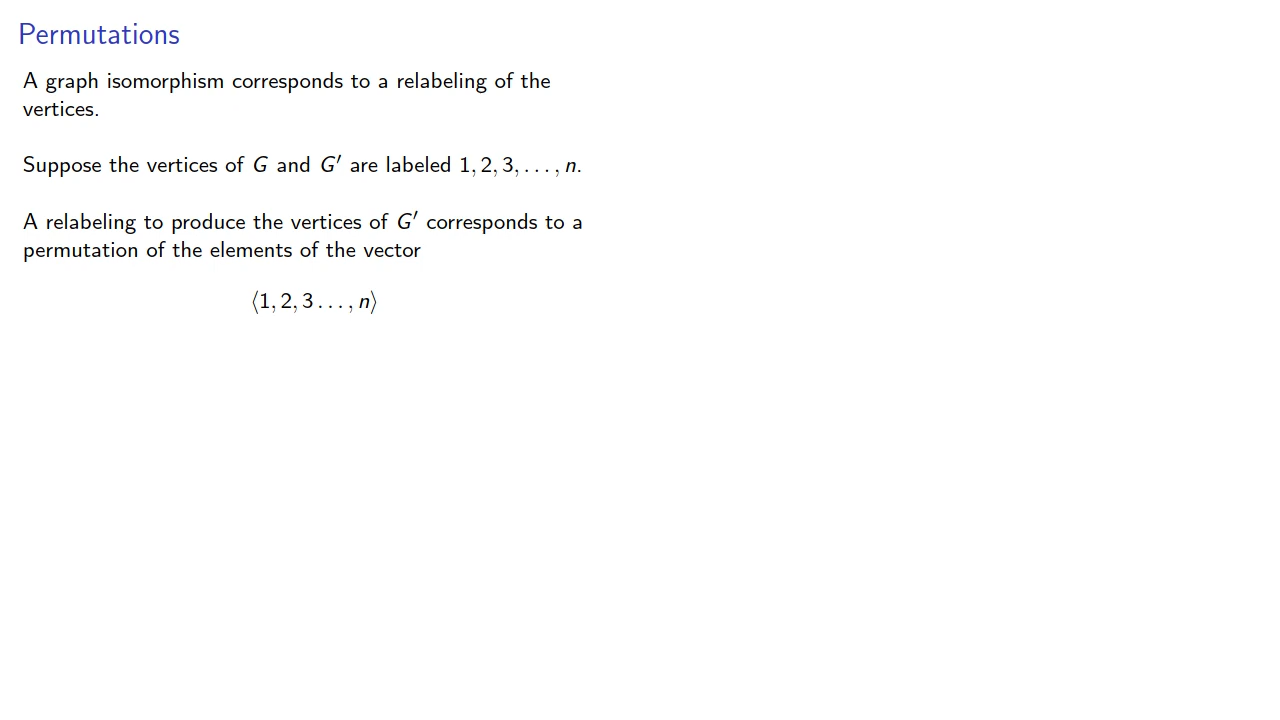 Permutations
A graph isomorphism corresponds to a relabeling of the
vertices.
Suppose the vertices of G and G′ are labeled 1, 2, 3, . . . , n.
A relabeling to produce the vertices of G′ corresponds to a
permutation of the elements of the vector
⟨1, 2, 3 . . . , n⟩